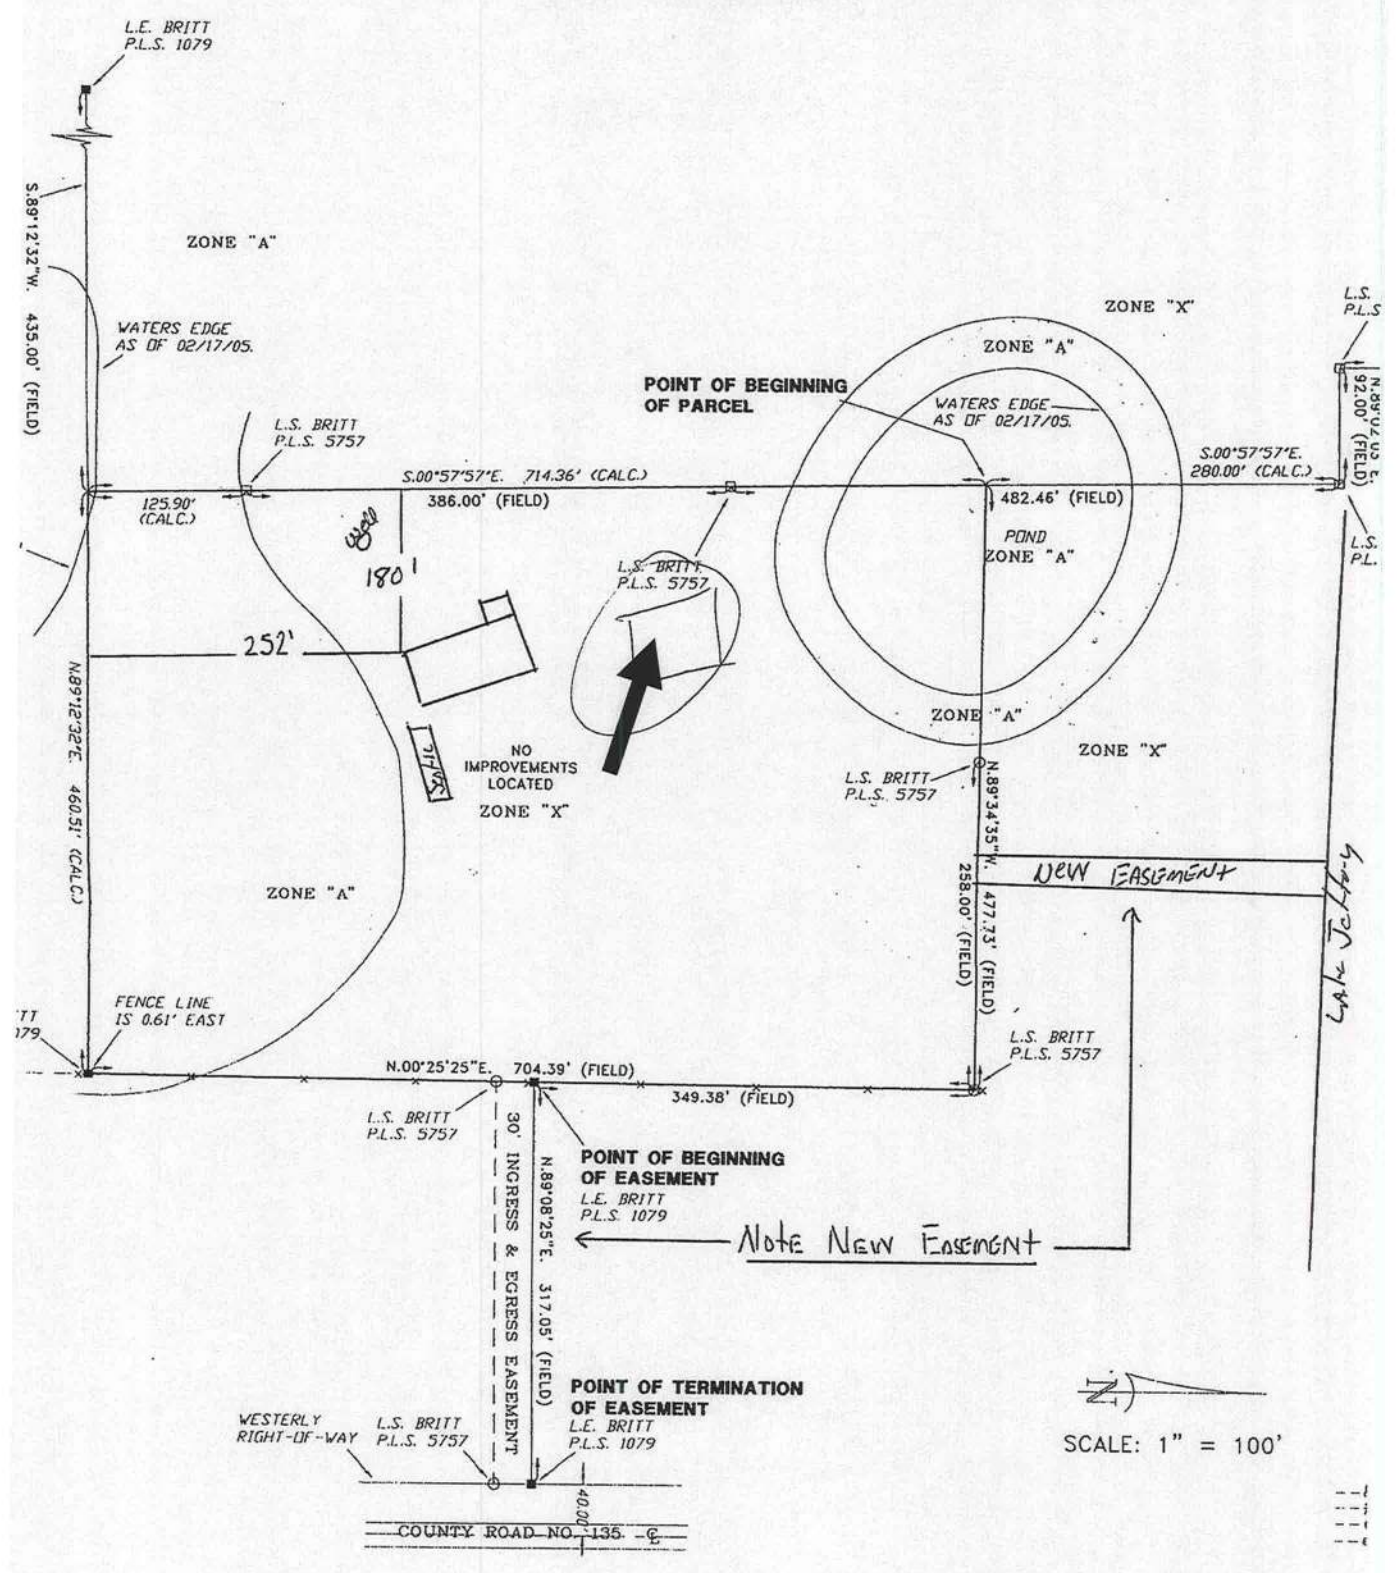 L.E. BRITT
P.L.S. 1079
S.89°12'32"W. 435.00' (FIELD)
ZONE "A"
WATERS EDGE
AS OF 02/17/05.
L.S. BRITT
P.L.S. 5757
POINT OF BEGINNING
OF PARCEL
ZONE "A"
WATERS EDGE
AS OF 02/17/05.
ZONE "X"
L.S.
P.L.S
92.00' (FIELD)
S.00°57'57"E. 714.36' (CALC.)
386.00' (FIELD)
125.90'
(CALC.)
S.00°57'57"E.
280.00' (CALC.)
482.46' (FIELD)
POND
ZONE "A"
L.S.
P.L.
well
180'
L.S. BRITT
P.L.S. 5757
252'
N.89°12'32"E. 460.51' (CALC.)
NO
IMPROVEMENTS
LOCATED
ZONE "X"
ZONE "A"
ZONE "X"
L.S. BRITT
P.L.S. 5757
N.89°34'35"W. 477.73' (FIELD)
258.00' (FIELD)
NEW EASEMENT
ZONE "A"
FENCE LINE
IS 0.61' EAST
TT
079
N.00°25'25"E. 704.39' (FIELD)
349.38' (FIELD)
L.S. BRITT
P.L.S. 5757
L.S. BRITT
P.L.S. 5757
30' INGRESS & EGRESS EASEMENT
N.89°08'25"E. 317.05' (FIELD)
POINT OF BEGINNING
OF EASEMENT
L.E. BRITT
P.L.S. 1079
NOTE NEW EASEMENT
POINT OF TERMINATION
OF EASEMENT
L.E. BRITT
P.L.S. 1079
WESTERLY
RIGHT-OF-WAY
L.S. BRITT
P.L.S. 5757
40.00'
COUNTY ROAD NO. 135
N.
SCALE: 1" = 100'